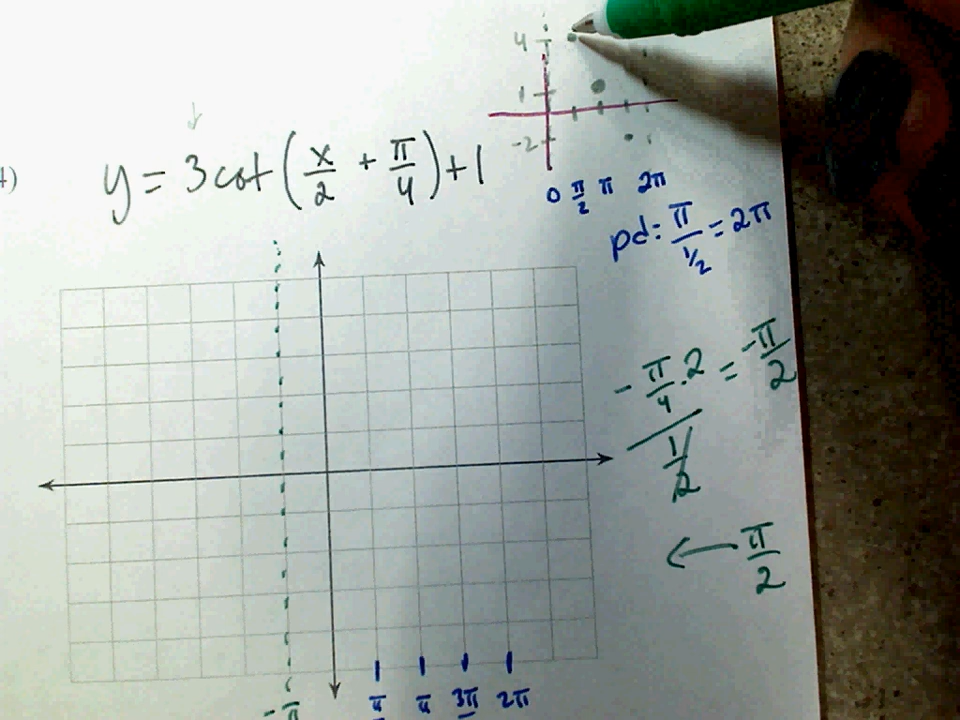 4
1
-2
0 π/2 π 2π
y = 3cot(x/2 + π/4) + 1
pd: π/(1/2) = 2π
(-π/4 · 2)/(1/2) = -π/2
← π/2
π π 3π 2π
-π